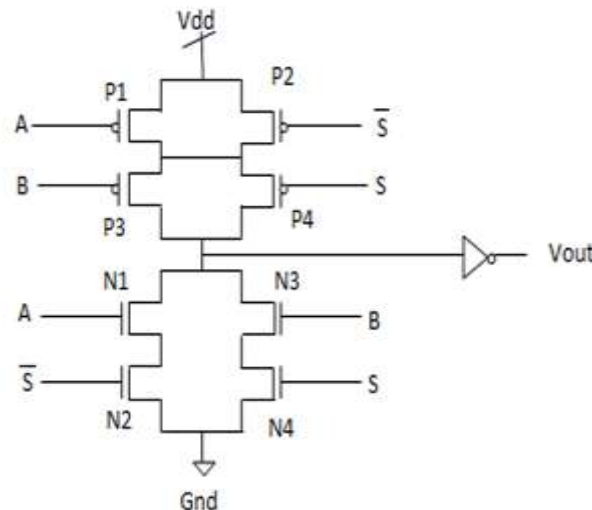 Vdd
P1 P2
A S̅
B S
P3 P4
Vout
N1 N3
A B
S̅ S
N2 N4
Gnd